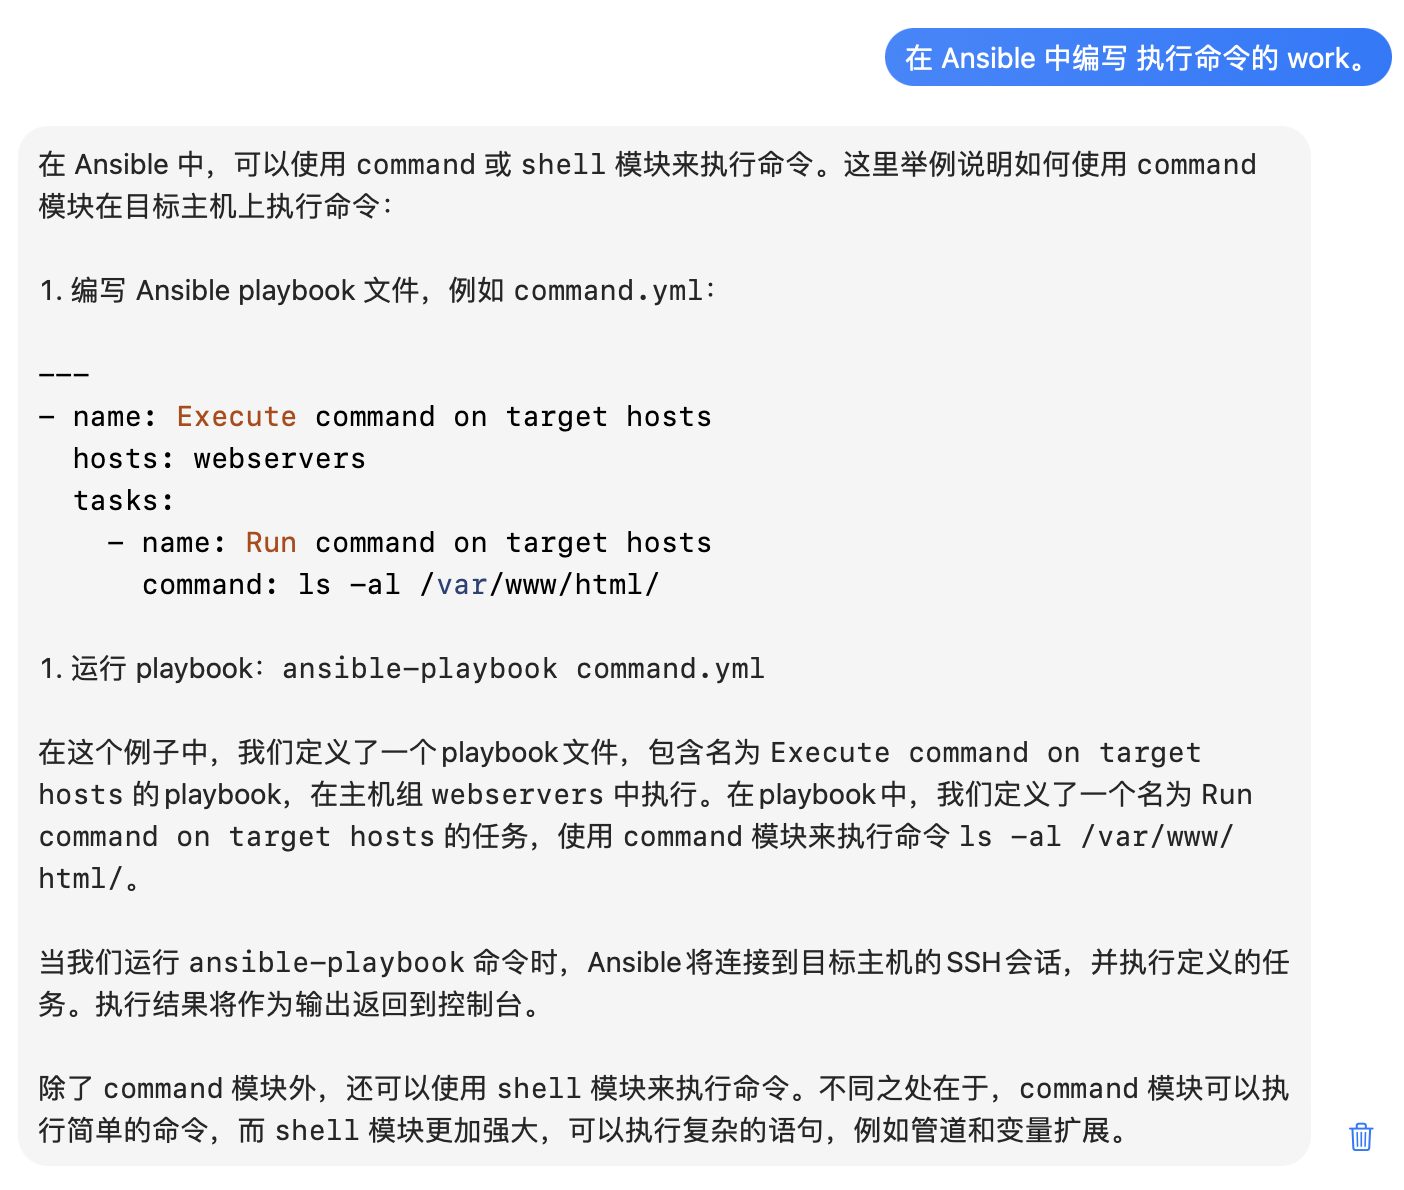 在 Ansible 中编写 执行命令的 work。
在 Ansible 中，可以使用 command 或 shell 模块来执行命令。这里举例说明如何使用 command
模块在目标主机上执行命令：
1. 编写 Ansible playbook 文件，例如 command.yml：
---
- name: Execute command on target hosts
  hosts: webservers
  tasks:
    - name: Run command on target hosts
      command: ls -al /var/www/html/
1. 运行 playbook：ansible-playbook command.yml
在这个例子中，我们定义了一个playbook文件，包含名为 Execute command on target
hosts 的playbook，在主机组 webservers 中执行。在playbook中，我们定义了一个名为 Run
command on target hosts 的任务，使用 command 模块来执行命令 ls -al /var/www/
html/。
当我们运行 ansible-playbook 命令时，Ansible将连接到目标主机的SSH会话，并执行定义的任
务。执行结果将作为输出返回到控制台。
除了 command 模块外，还可以使用 shell 模块来执行命令。不同之处在于，command 模块可以执
行简单的命令，而 shell 模块更加强大，可以执行复杂的语句，例如管道和变量扩展。